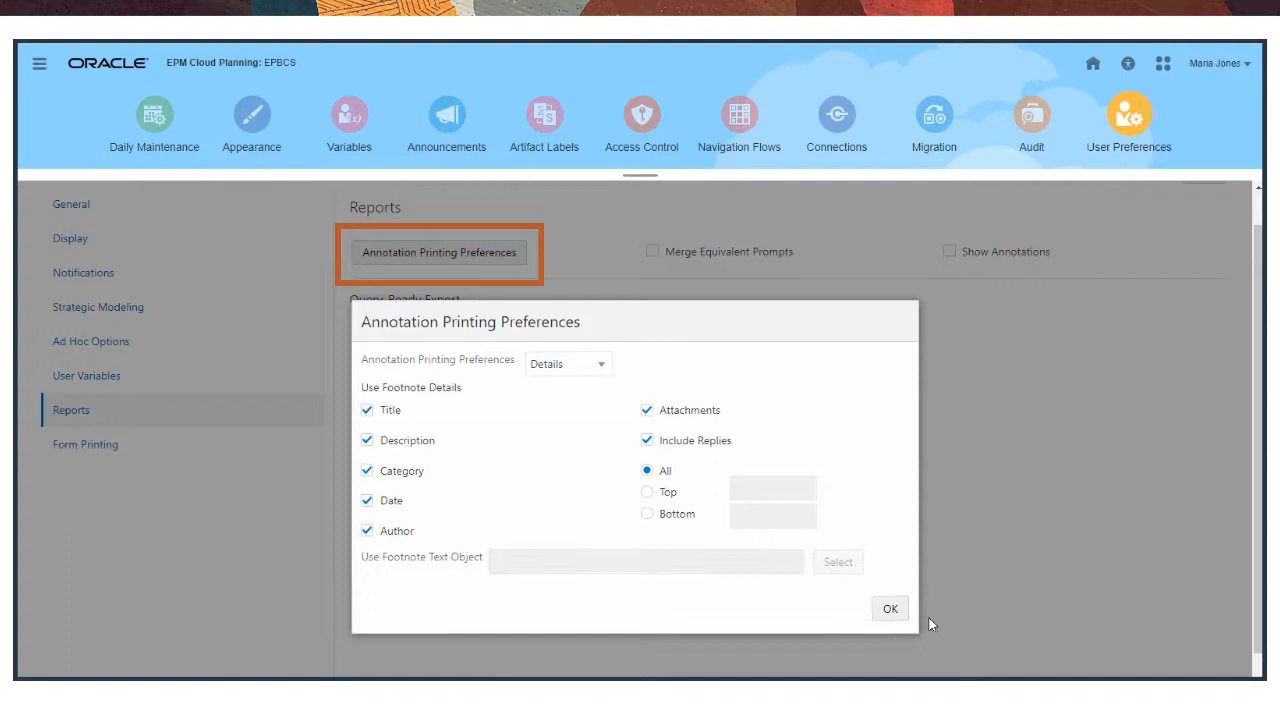 ORACLE EPM Cloud Planning: EPBCS Maria Jones
Daily Maintenance Appearance Variables Announcements Artifact Labels Access Control Navigation Flows Connections Migration Audit User Preferences
General
Display
Notifications
Strategic Modeling
Ad Hoc Options
User Variables
Reports
Form Printing
Reports
Annotation Printing Preferences Merge Equivalent Prompts Show Annotations
Query-Ready Export
Annotation Printing Preferences
Annotation Printing Preferences Details
Use Footnote Details
Title Attachments
Description Include Replies
Category All
Top
Date
Bottom
Author
Use Footnote Text Object Select
OK